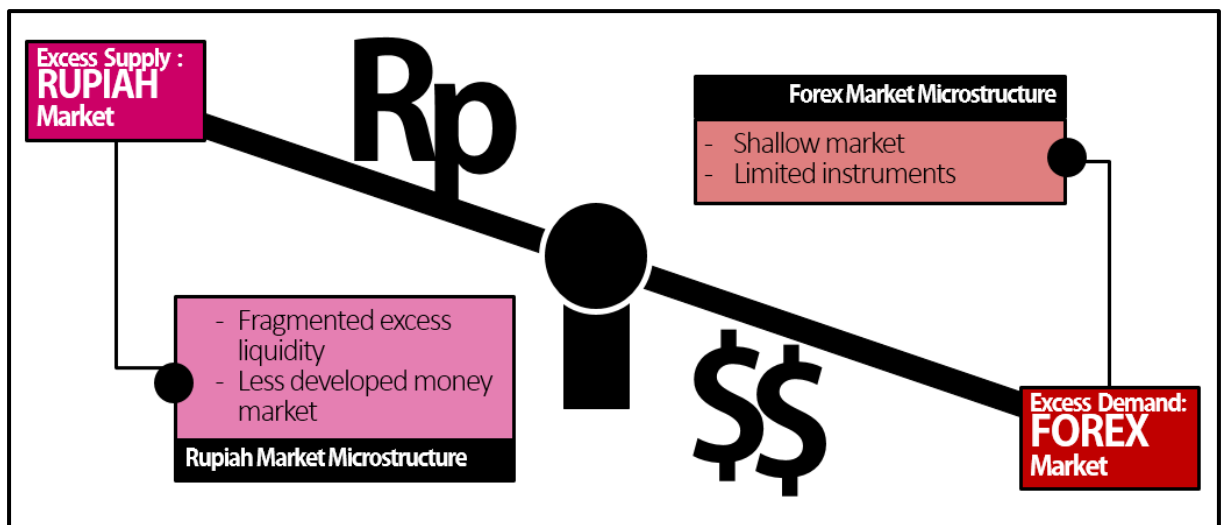 Excess Supply :
RUPIAH
Market
Rp
Forex Market Microstructure
- Shallow market
- Limited instruments
- Fragmented excess
liquidity
- Less developed money
market
Rupiah Market Microstructure
$$
Excess Demand:
FOREX
Market